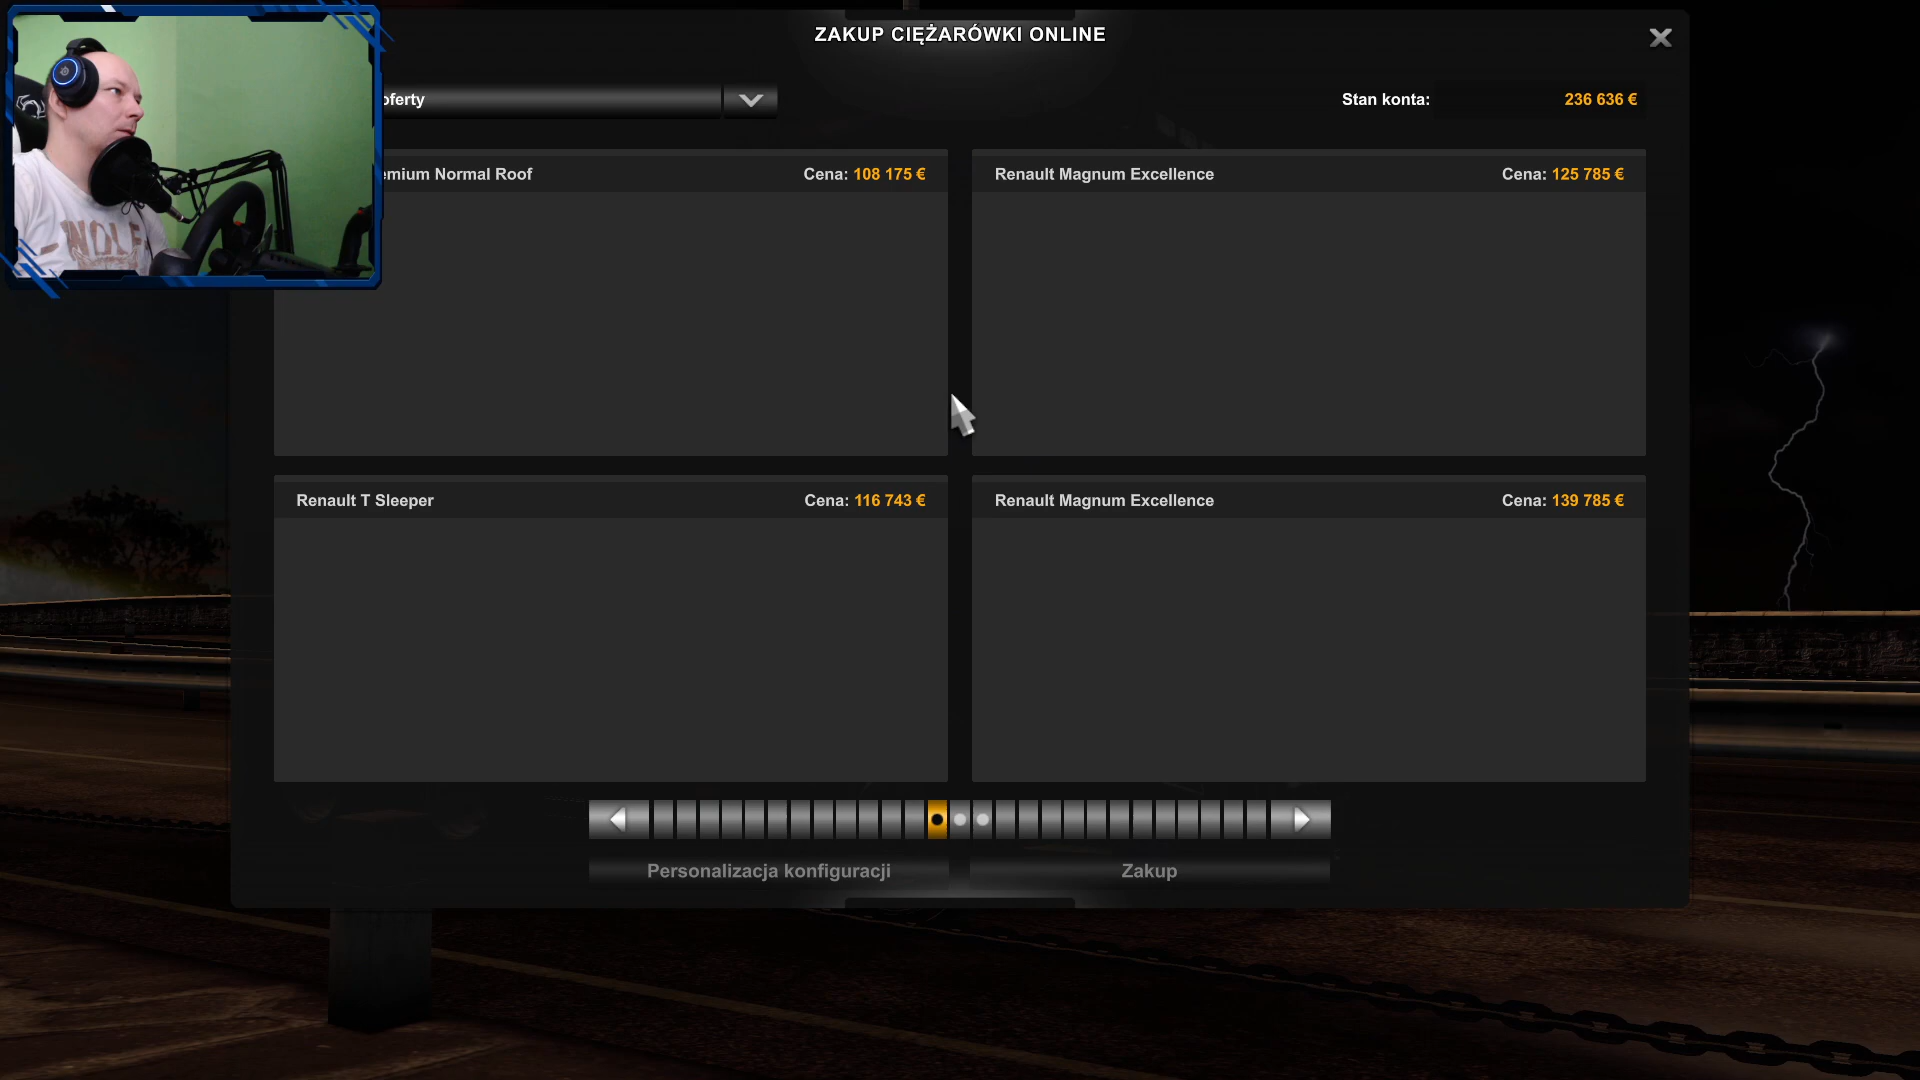 ZAKUP CIĘŻARÓWKI ONLINE
oferty
Stan konta: 236 636 €
Normal Roof Cena: 108 175 €
Renault Magnum Excellence Cena: 125 785 €
Renault T Sleeper Cena: 116 743 €
Renault Magnum Excellence Cena: 139 785 €
Personalizacja konfiguracji
Zakup